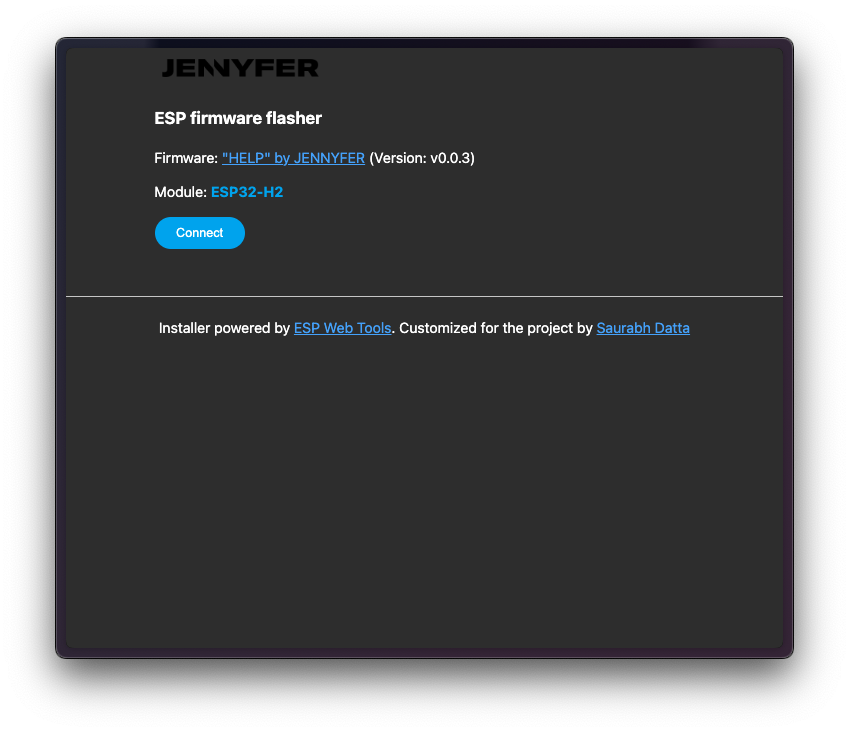 JENNYFER
ESP firmware flasher
Firmware: "HELP" by JENNYFER (Version: v0.0.3)
Module: ESP32-H2
Connect
Installer powered by ESP Web Tools. Customized for the project by Saurabh Datta